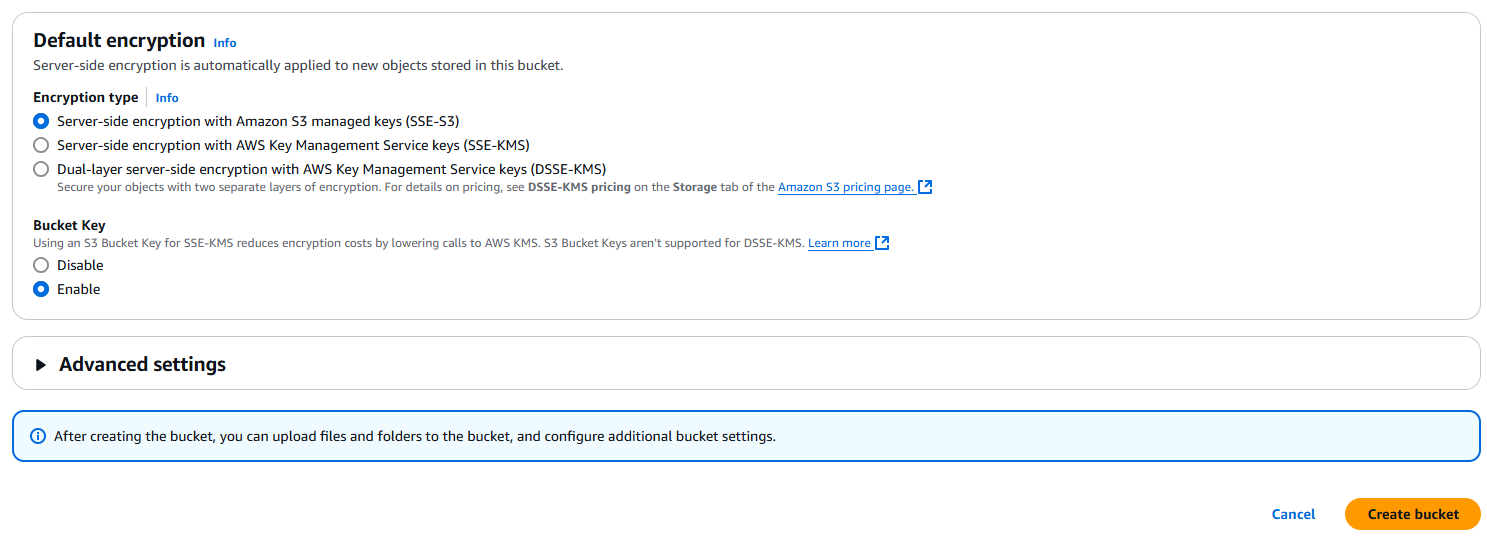 Default encryption Info
Server-side encryption is automatically applied to new objects stored in this bucket.
Encryption type Info
Server-side encryption with Amazon S3 managed keys (SSE-S3)
Server-side encryption with AWS Key Management Service keys (SSE-KMS)
Dual-layer server-side encryption with AWS Key Management Service keys (DSSE-KMS)
Secure your objects with two separate layers of encryption. For details on pricing, see DSSE-KMS pricing on the Storage tab of the Amazon S3 pricing page.
Bucket Key
Using an S3 Bucket Key for SSE-KMS reduces encryption costs by lowering calls to AWS KMS. S3 Bucket Keys aren't supported for DSSE-KMS. Learn more
Disable
Enable
Advanced settings
After creating the bucket, you can upload files and folders to the bucket, and configure additional bucket settings.
Cancel Create bucket